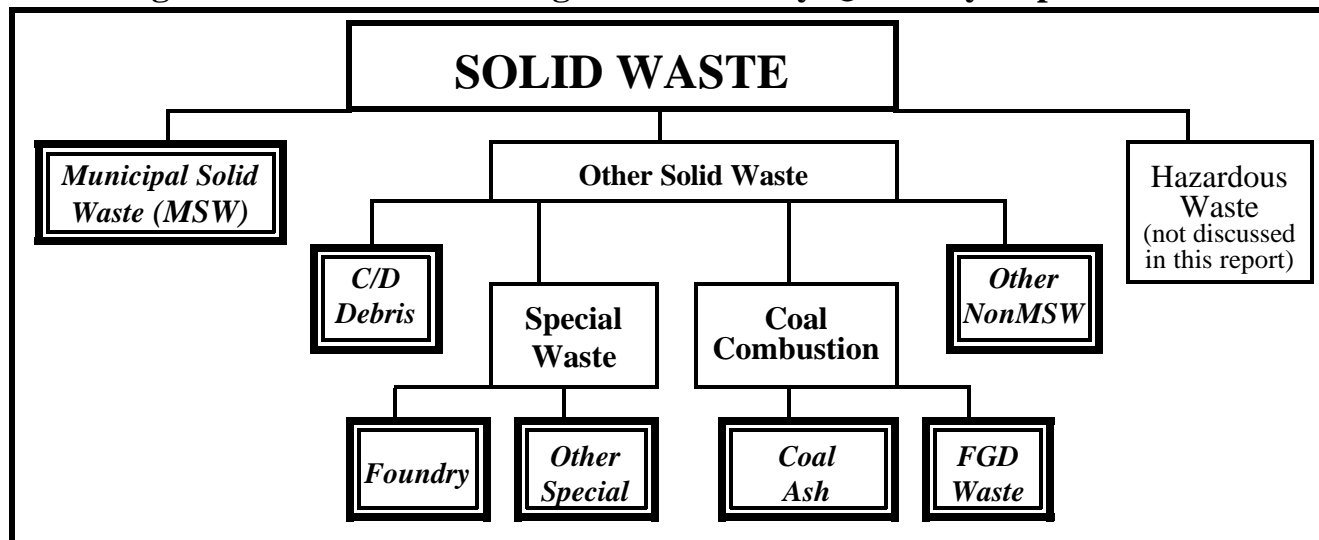 SOLID WASTE
Municipal Solid
Waste (MSW)
Other Solid Waste
Hazardous
Waste
(not discussed
in this report)
C/D
Debris
Special
Waste
Coal
Combustion
Other
NonMSW
Foundry
Other
Special
Coal
Ash
FGD
Waste